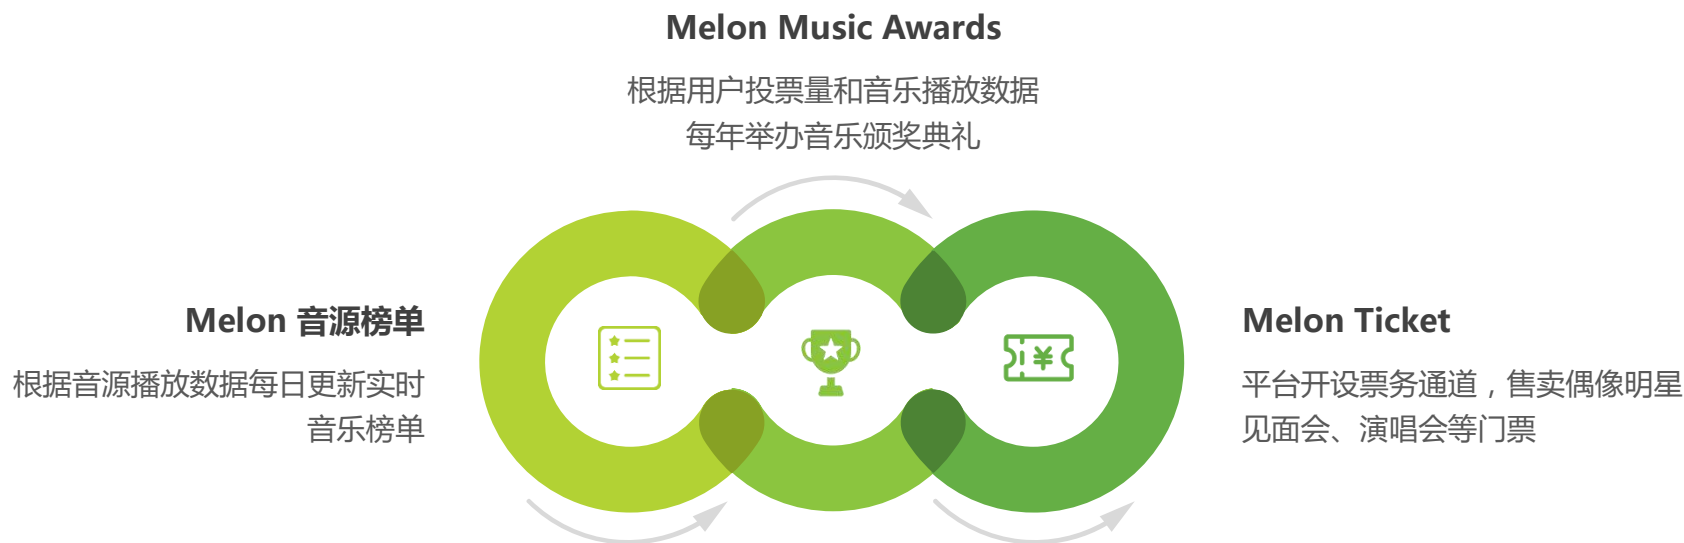 Melon Music Awards
根据用户投票量和音乐播放数据
每年举办音乐颁奖典礼
Melon 音源榜单
根据音源播放数据每日更新实时
音乐榜单
Melon Ticket
平台开设票务通道，售卖偶像明星
见面会、演唱会等门票